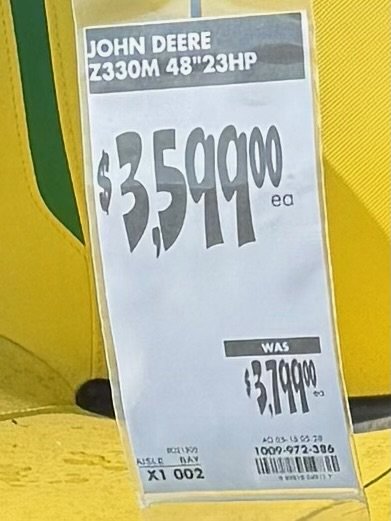 JOHN DEERE
Z330M 48"23HP
$3,599.00
ea
WAS
$3,799.00
ea
1009-972-386
AISLE BAY
X1 002